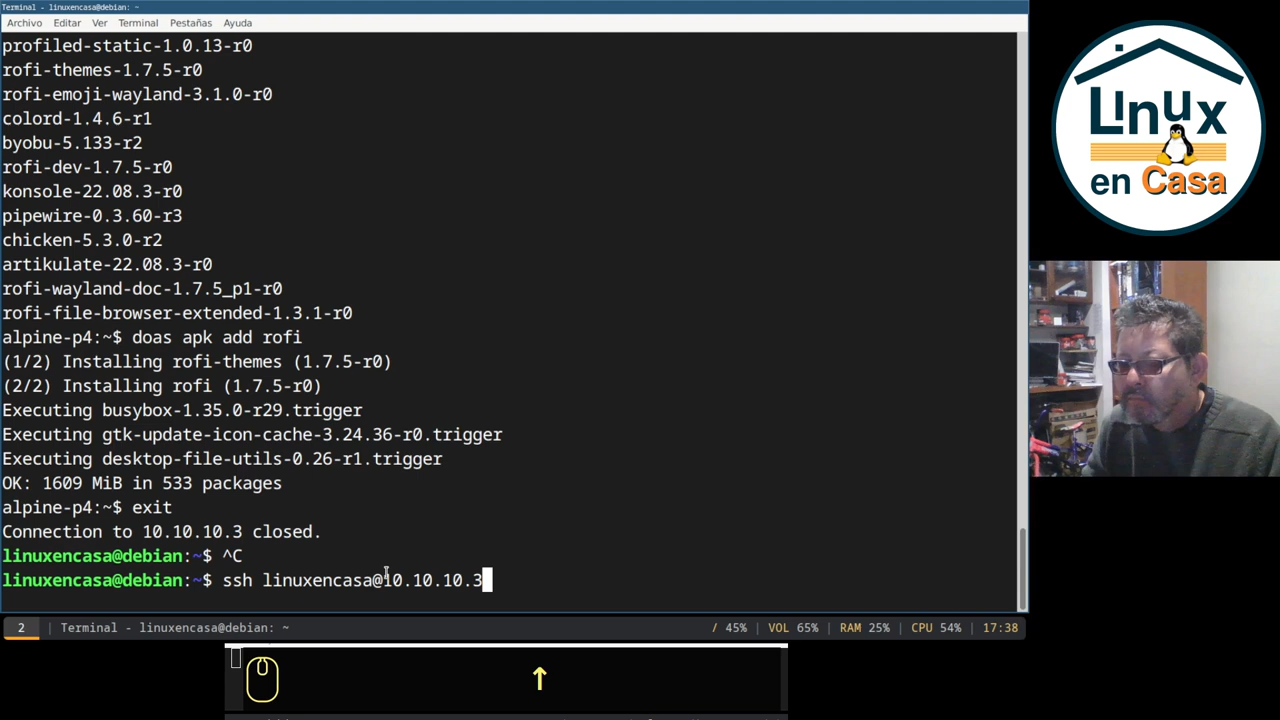 Terminal - linuxencasa@debian: ~
Archivo Editar Ver Terminal Pestañas Ayuda
profiled-static-1.0.13-r0
rofi-themes-1.7.5-r0
rofi-emoji-wayland-3.1.0-r0
colord-1.4.6-r1
byobu-5.133-r2
rofi-dev-1.7.5-r0
konsole-22.08.3-r0
pipewire-0.3.60-r3
chicken-5.3.0-r2
artikulate-22.08.3-r0
rofi-wayland-doc-1.7.5_p1-r0
rofi-file-browser-extended-1.3.1-r0
alpine-p4:~$ doas apk add rofi
(1/2) Installing rofi-themes (1.7.5-r0)
(2/2) Installing rofi (1.7.5-r0)
Executing busybox-1.35.0-r29.trigger
Executing gtk-update-icon-cache-3.24.36-r0.trigger
Executing desktop-file-utils-0.26-r1.trigger
OK: 1609 MiB in 533 packages
alpine-p4:~$ exit
Connection to 10.10.10.3 closed.
linuxencasa@debian:~$ ^C
linuxencasa@debian:~$ ssh linuxencasa@10.10.10.3
2 | Terminal - linuxencasa@debian: ~ / 45% | VOL 65% | RAM 25% | CPU 54% | 17:38
↑
LInux
en Casa